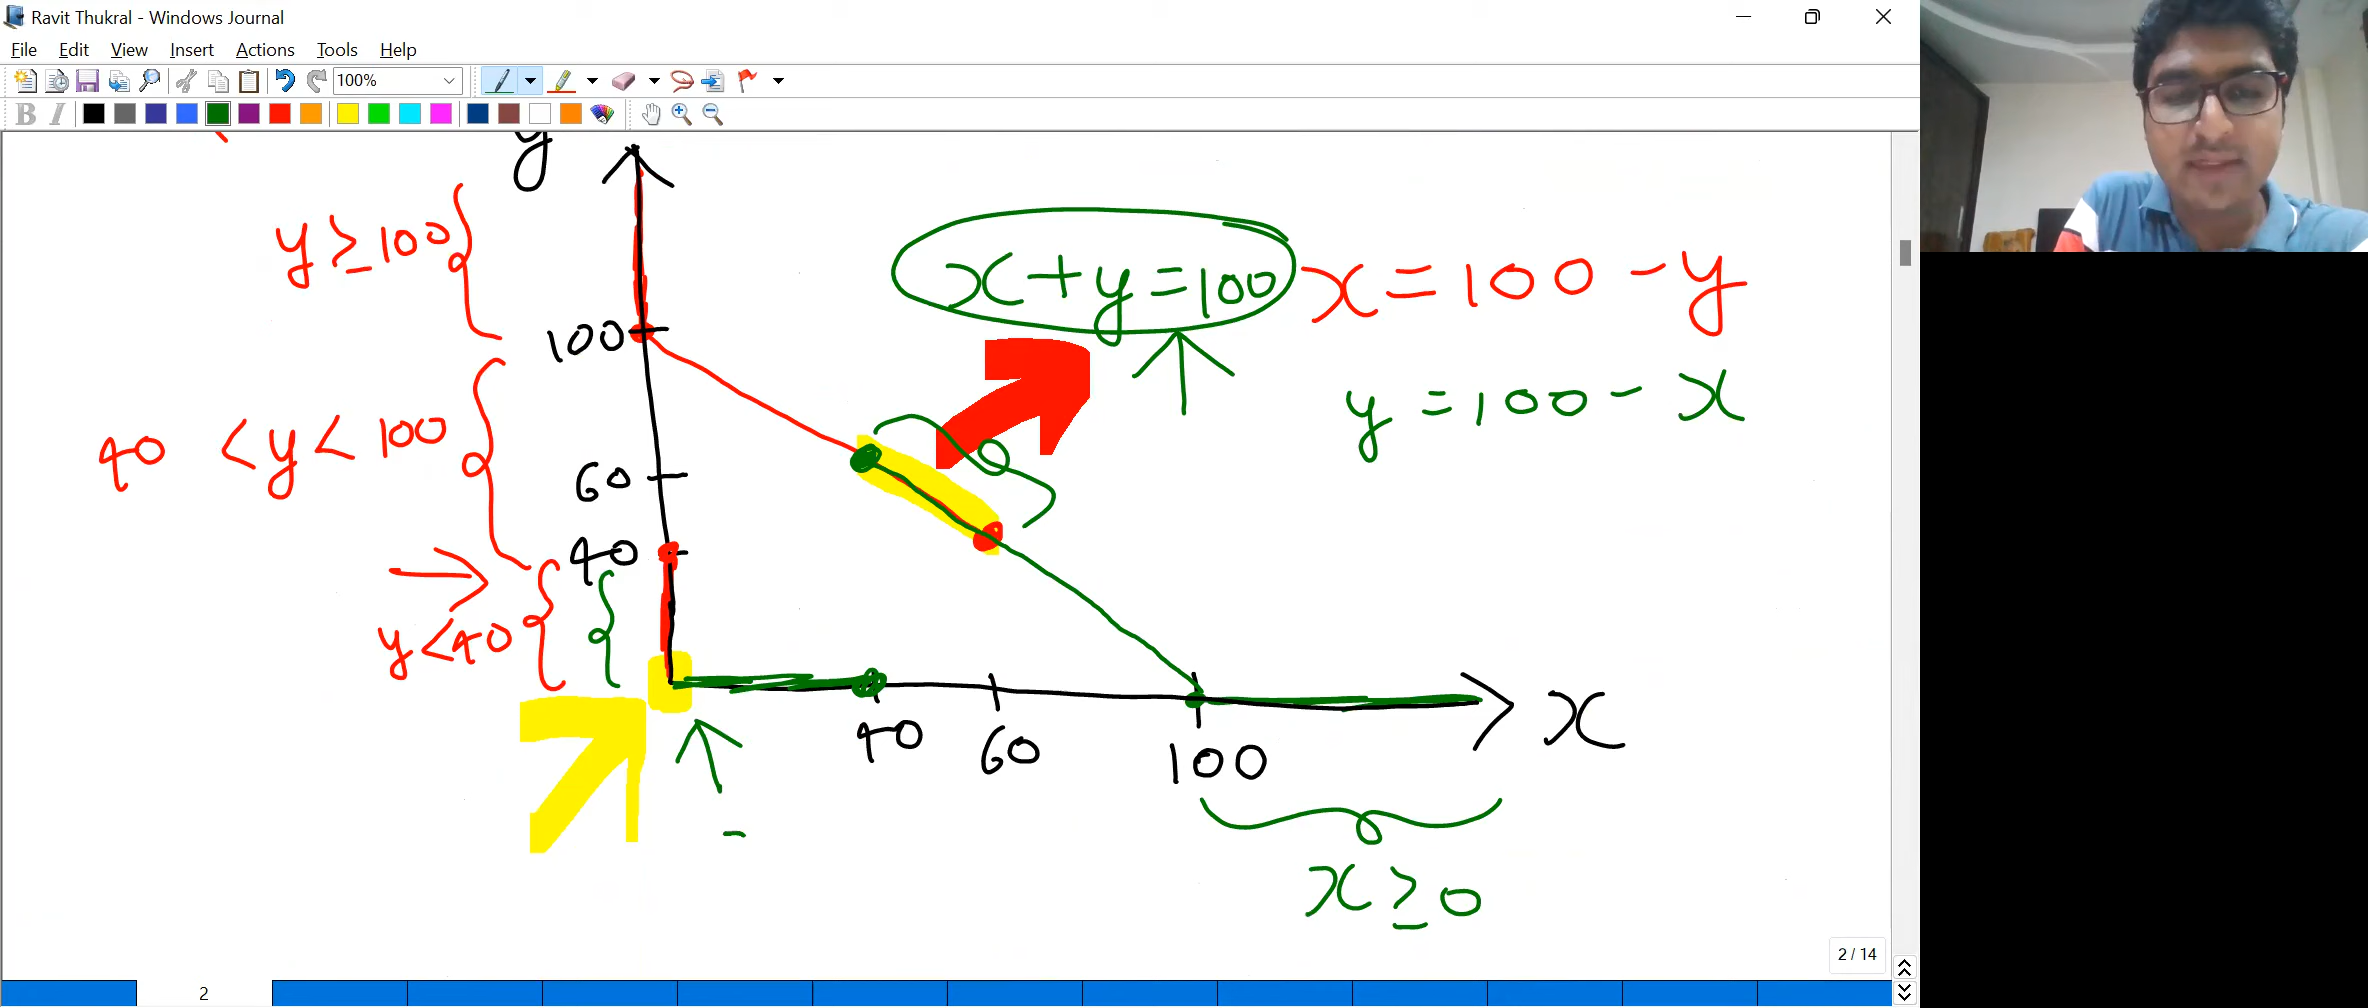 Ravit Thukral - Windows Journal
File Edit View Insert Actions Tools Help
100%
B I
y
y ≥ 100
x + y = 100 x = 100 - y
100
y = 100 - x
40 < y < 100
60
40
y < 40
x
40 60 100
-
x ≥ 0
2 / 14
2